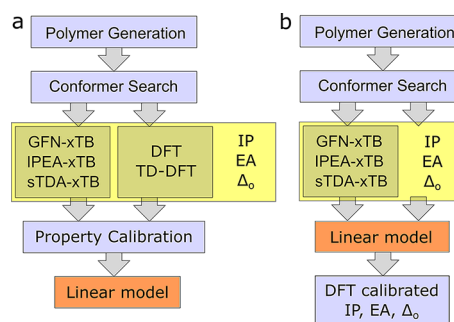 a
Polymer Generation
Conformer Search
GFN-xTB
IPEA-xTB
sTDA-xTB
DFT
TD-DFT
IP
EA
Δo
Property Calibration
Linear model
b
Polymer Generation
Conformer Search
GFN-xTB
IPEA-xTB
sTDA-xTB
IP
EA
Δo
Linear model
DFT calibrated
IP, EA, Δo